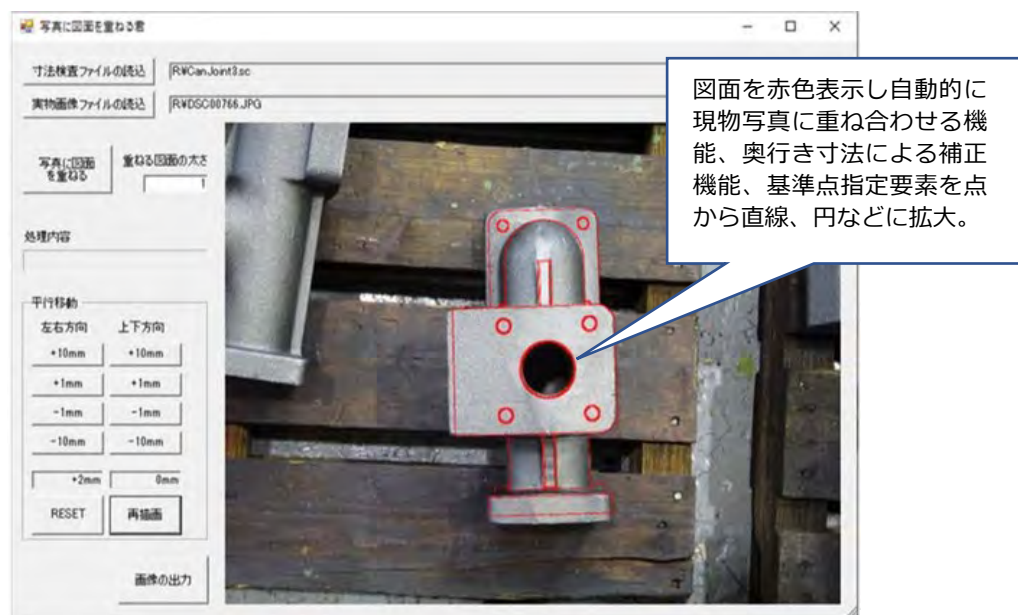 写真に図面を重ねる君
寸法検査ファイルの読込
R¥CanJoint3.sc
実物画像ファイルの読込
R¥DSC00766.JPG
図面を赤色表示し自動的に
現物写真に重ね合わせる機
能、奥行き寸法による補正
機能、基準点指定要素を点
から直線、円などに拡大。
写真に図面
を重ねる
重ねる図面の太さ
1
処理内容
平行移動
左右方向 上下方向
+10mm +10mm
+1mm +1mm
-1mm -1mm
-10mm -10mm
+2mm 0mm
RESET 再描画
画像の出力